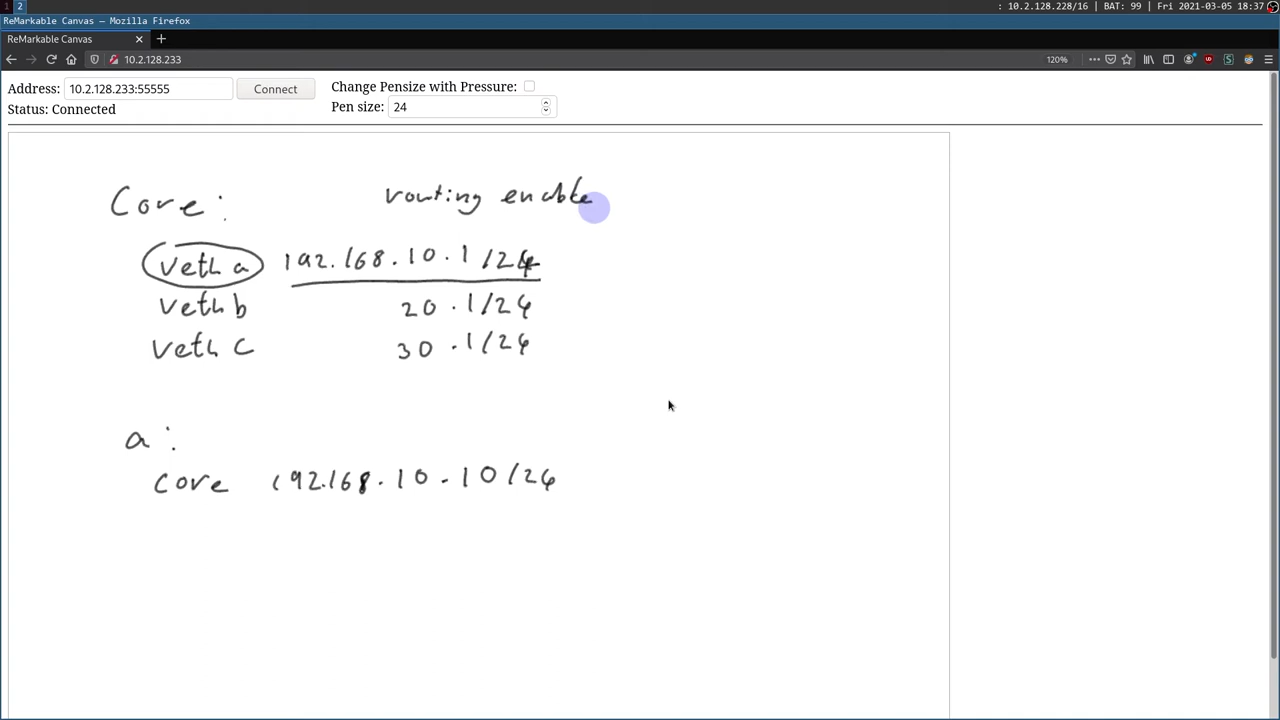 1 2 : 10.2.128.228/16 | BAT: 99 | Fri 2021-03-05 18:37
ReMarkable Canvas — Mozilla Firefox
ReMarkable Canvas
10.2.128.233 120%
Address: 10.2.128.233:55555 Connect Change Pensize with Pressure:
Status: Connected Pen size: 24
Core: routing enable
veth a 192.168.10.1/24
veth b 20.1/24
veth c 30.1/24
a:
core 192.168.10.10/24